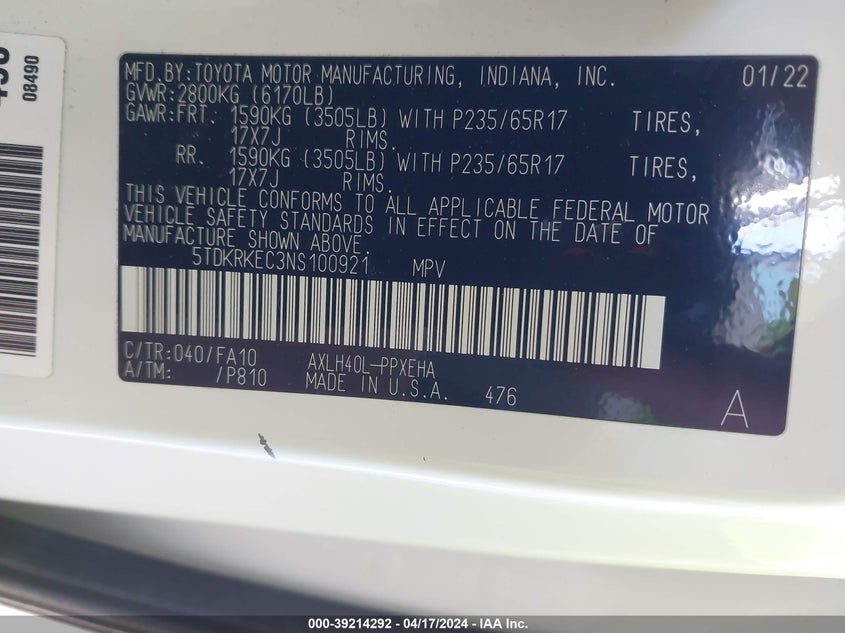 08490
MFD.BY:TOYOTA MOTOR MANUFACTURING, INDIANA, INC. 01/22
GVWR:2800KG (6170LB)
GAWR:FRT. 1590KG (3505LB) WITH P235/65R17 TIRES,
17X7J RIMS.
RR. 1590KG (3505LB) WITH P235/65R17 TIRES,
17X7J RIMS.
THIS VEHICLE CONFORMS TO ALL APPLICABLE FEDERAL MOTOR
VEHICLE SAFETY STANDARDS IN EFFECT ON THE DATE OF
MANUFACTURE SHOWN ABOVE.
5TDKRKEC3NS100921 MPV
C/TR:040/FA10 AXLH40L-PPXEHA
A/TM: /P810 MADE IN U.S.A. 476
A
000-39214292 - 04/17/2024 - IAA Inc.